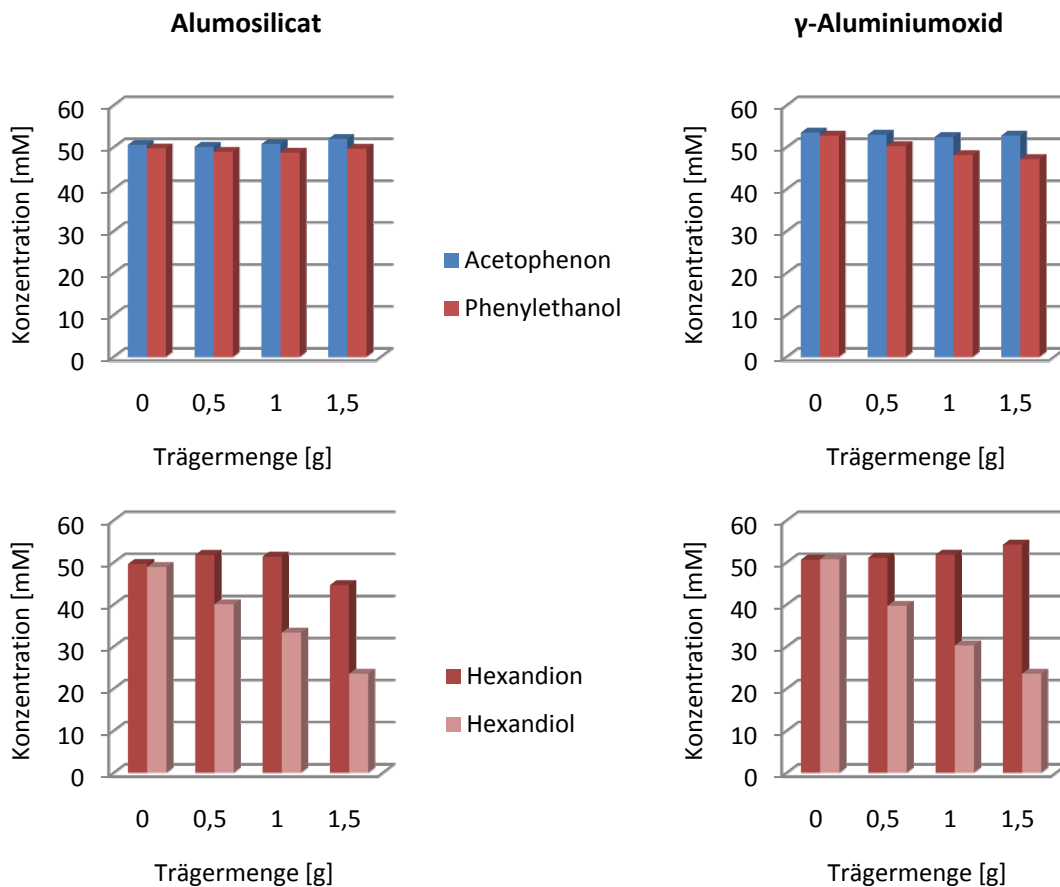 Alumosilicat
γ-Aluminiumoxid
Konzentration [mM]
60
50
40
30
20
10
0
0 0,5 1 1,5
Trägermenge [g]
Acetophenon
Phenylethanol
Konzentration [mM]
60
50
40
30
20
10
0
0 0,5 1 1,5
Trägermenge [g]
Konzentration [mM]
60
50
40
30
20
10
0
0 0,5 1 1,5
Trägermenge [g]
Hexandion
Hexandiol
Konzentration [mM]
60
50
40
30
20
10
0
0 0,5 1 1,5
Trägermenge [g]